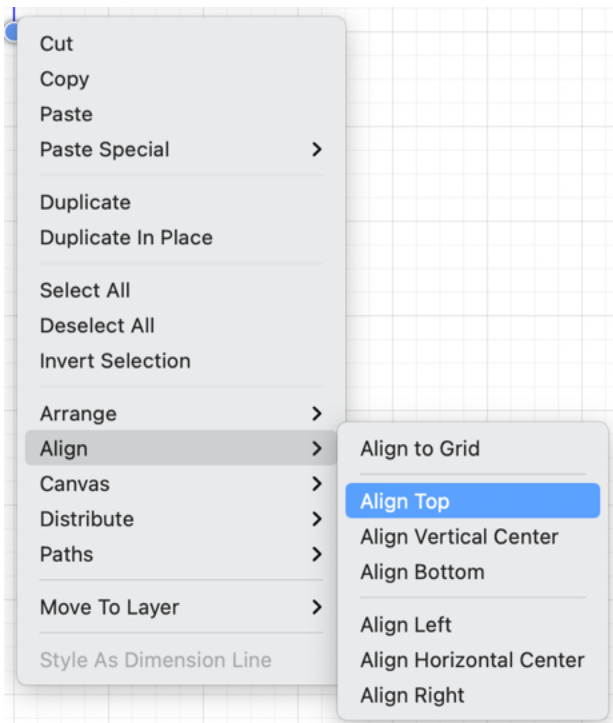 Cut
Copy
Paste
Paste Special
Duplicate
Duplicate In Place
Select All
Deselect All
Invert Selection
Arrange
Align
Canvas
Distribute
Paths
Move To Layer
Style As Dimension Line
Align to Grid
Align Top
Align Vertical Center
Align Bottom
Align Left
Align Horizontal Center
Align Right